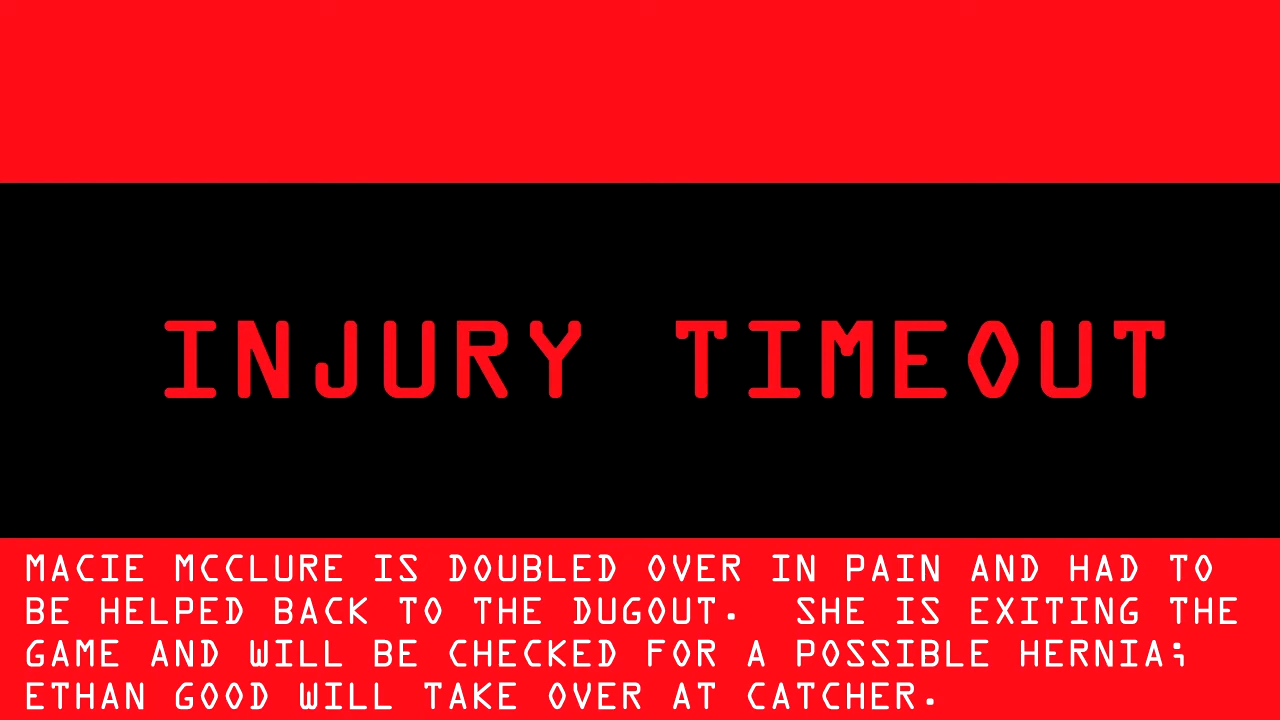 INJURY TIMEOUT
MACIE MCCLURE IS DOUBLED OVER IN PAIN AND HAD TO
BE HELPED BACK TO THE DUGOUT.  SHE IS EXITING THE
GAME AND WILL BE CHECKED FOR A POSSIBLE HERNIA;
ETHAN GOOD WILL TAKE OVER AT CATCHER.